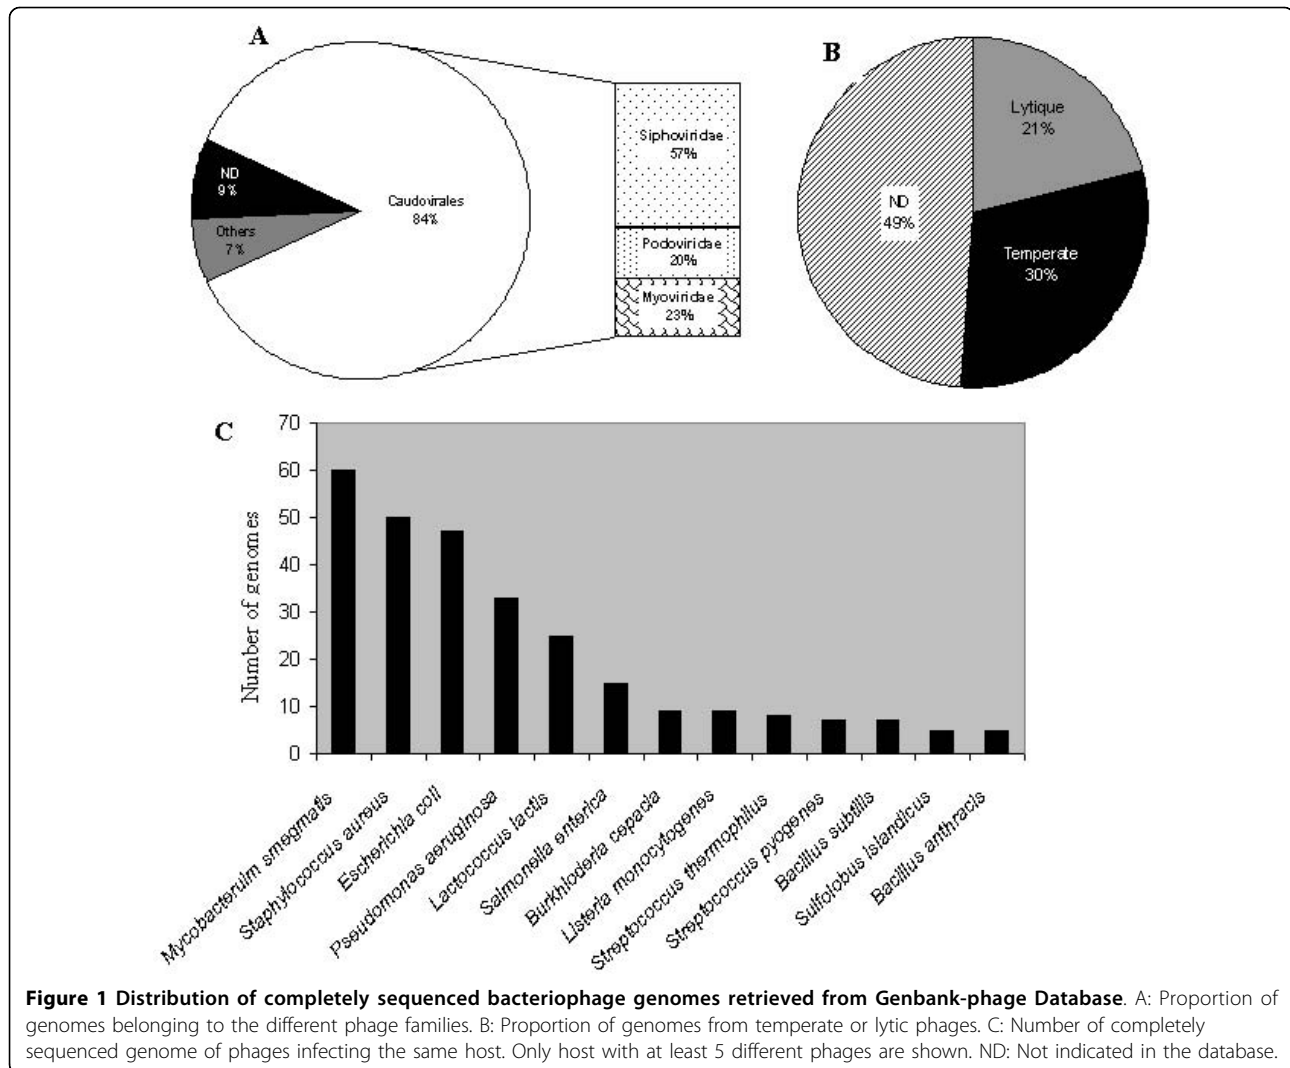 A
ND
9%
Others
7%
Caudovirales
84%
Siphoviridae
57%
Podoviridae
20%
Myoviridae
23%
B
Lytique
21%
ND
49%
Temperate
30%
C
Number of genomes
70
60
50
40
30
20
10
0
Mycobacteruim smegmatis
Staphylococcus aureus
Escherichia coli
Pseudomonas aeruginosa
Lactococcus lactis
Salmonella enterica
Burkhloderia cepacia
Listeria monocytogenes
Streptococcus thermophilus
Streptococcus pyogenes
Bacillus subtilis
Sulfolobus islandicus
Bacillus anthracis
Figure 1 Distribution of completely sequenced bacteriophage genomes retrieved from Genbank-phage Database. A: Proportion of
genomes belonging to the different phage families. B: Proportion of genomes from temperate or lytic phages. C: Number of completely
sequenced genome of phages infecting the same host. Only host with at least 5 different phages are shown. ND: Not indicated in the database.